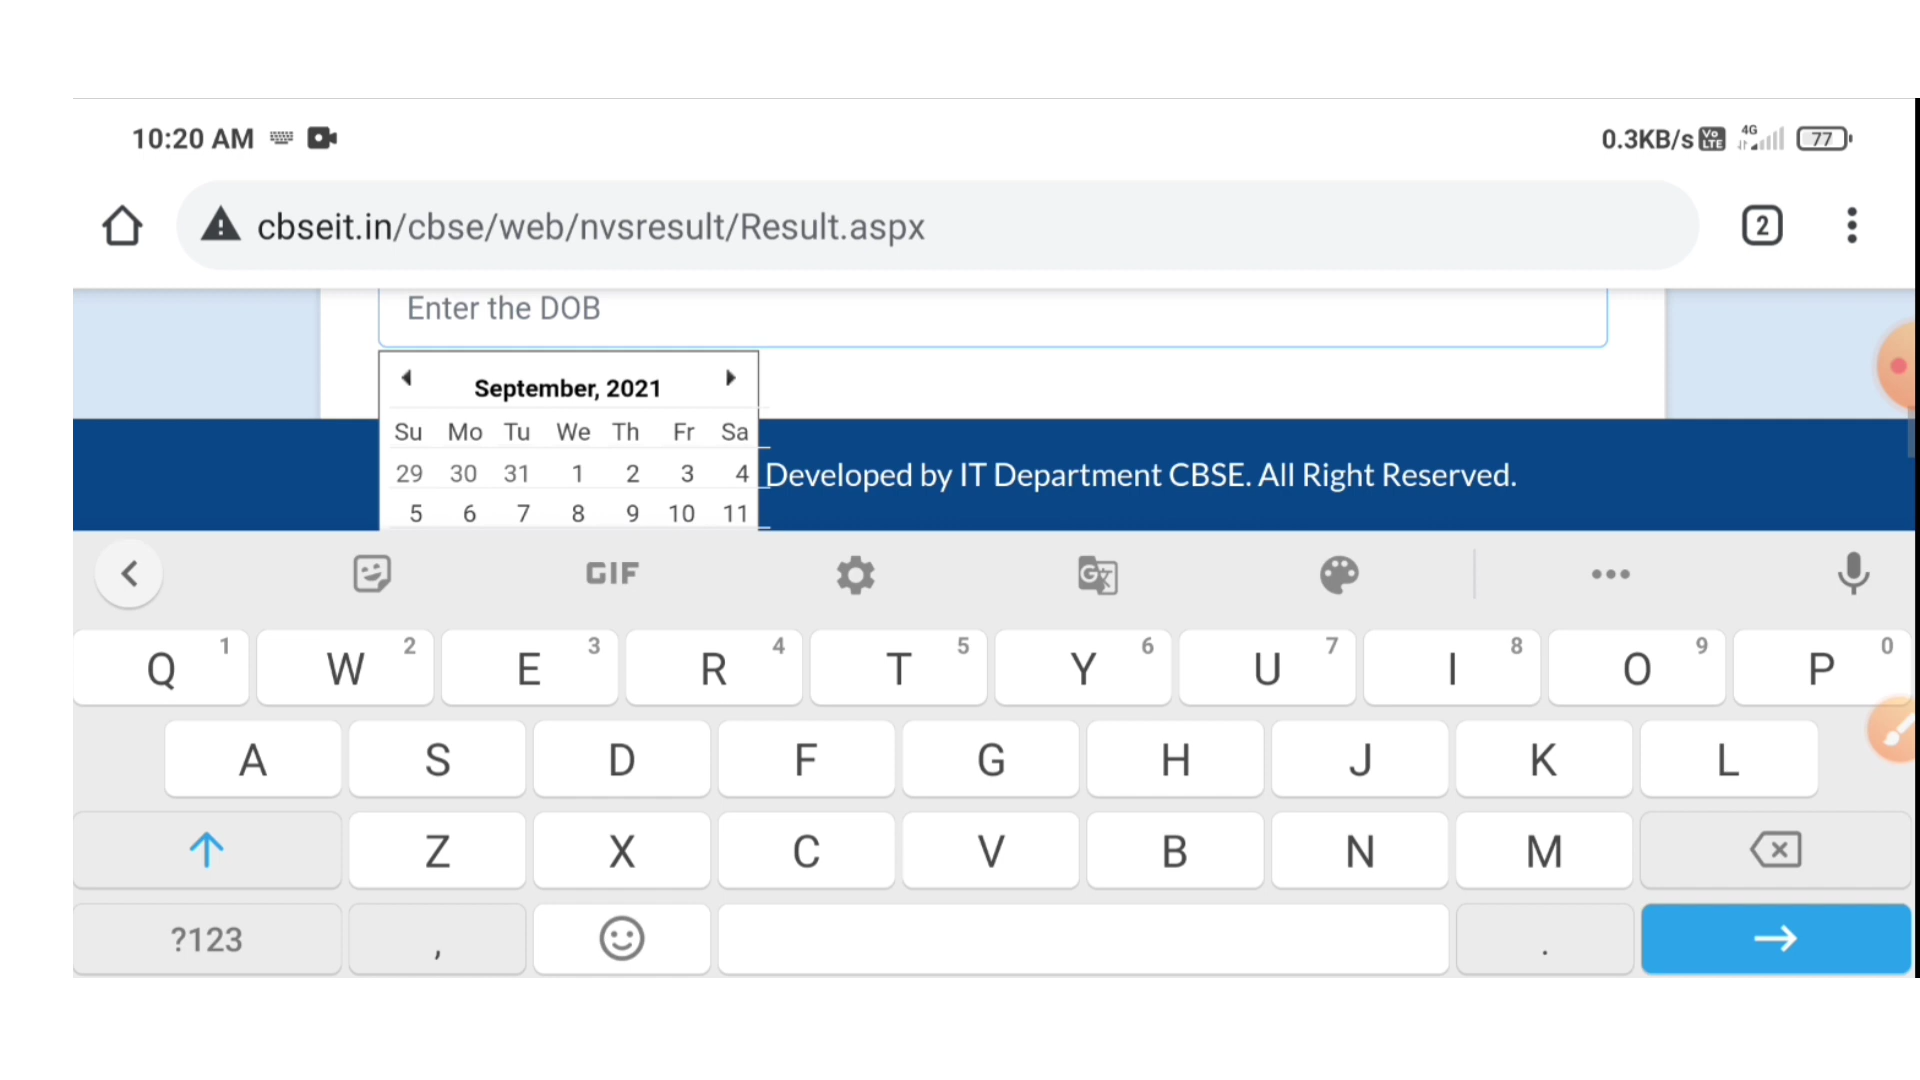 10:20 AM 0.3KB/s Vo LTE 4G 77
cbseit.in/cbse/web/nvsresult/Result.aspx 2
Enter the DOB
September, 2021
Su Mo Tu We Th Fr Sa
29 30 31 1 2 3 4 Developed by IT Department CBSE. All Right Reserved.
5 6 7 8 9 10 11
GIF G
Q 1 W 2 E 3 R 4 T 5 Y 6 U 7 I 8 O 9 P 0
A S D F G H J K L
Z X C V B N M
?123 , .